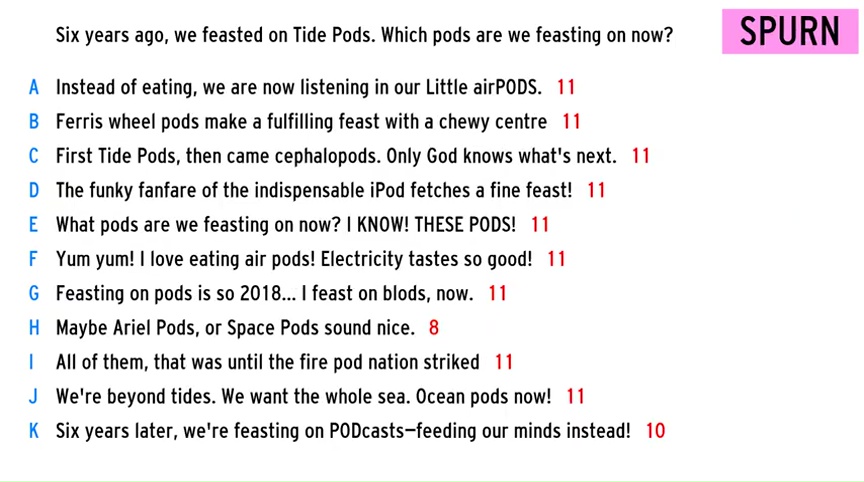 Six years ago, we feasted on Tide Pods. Which pods are we feasting on now?
SPURN
A Instead of eating, we are now listening in our Little airPODS. 11
B Ferris wheel pods make a fulfilling feast with a chewy centre 11
C First Tide Pods, then came cephalopods. Only God knows what's next. 11
D The funky fanfare of the indispensable iPod fetches a fine feast! 11
E What pods are we feasting on now? I KNOW! THESE PODS! 11
F Yum yum! I love eating air pods! Electricity tastes so good! 11
G Feasting on pods is so 2018... I feast on blods, now. 11
H Maybe Ariel Pods, or Space Pods sound nice. 8
I All of them, that was until the fire pod nation striked 11
J We're beyond tides. We want the whole sea. Ocean pods now! 11
K Six years later, we're feasting on PODcasts—feeding our minds instead! 10